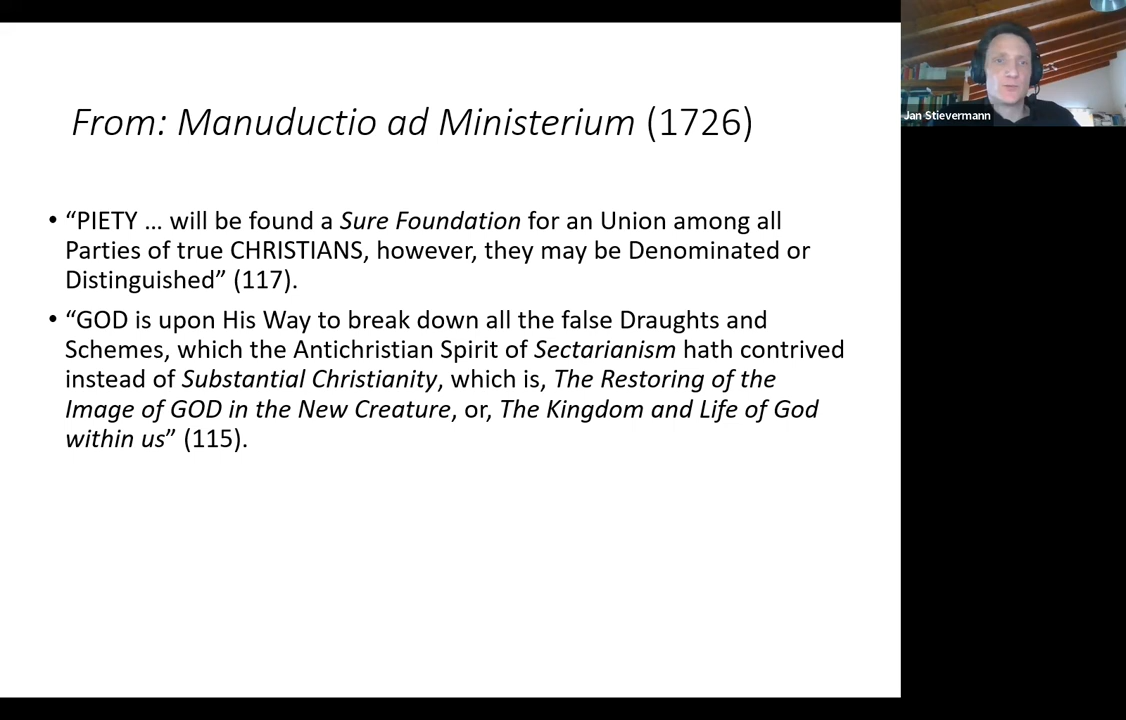 From: Manuductio ad Ministerium (1726)
Jan Stievermann
• “PIETY … will be found a Sure Foundation for an Union among all
Parties of true CHRISTIANS, however, they may be Denominated or
Distinguished” (117).
• “GOD is upon His Way to break down all the false Draughts and
Schemes, which the Antichristian Spirit of Sectarianism hath contrived
instead of Substantial Christianity, which is, The Restoring of the
Image of GOD in the New Creature, or, The Kingdom and Life of God
within us” (115).